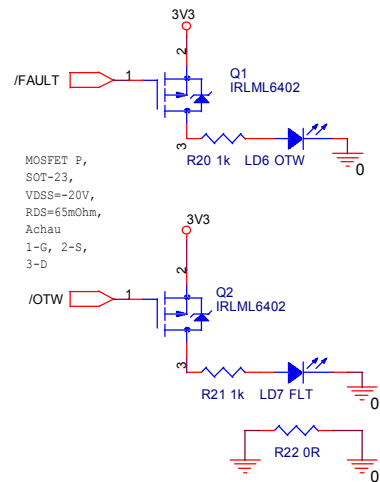 3V3
2
/FAULT
1
Q1
IRLML6402
3
R20 1k
LD6 OTW
0
MOSFET P,
SOT-23,
VDSS=-20V,
RDS=65mOhm,
Achau
1-G, 2-S,
3-D
3V3
2
/OTW
1
Q2
IRLML6402
3
R21 1k
LD7 FLT
0
R22 0R
0